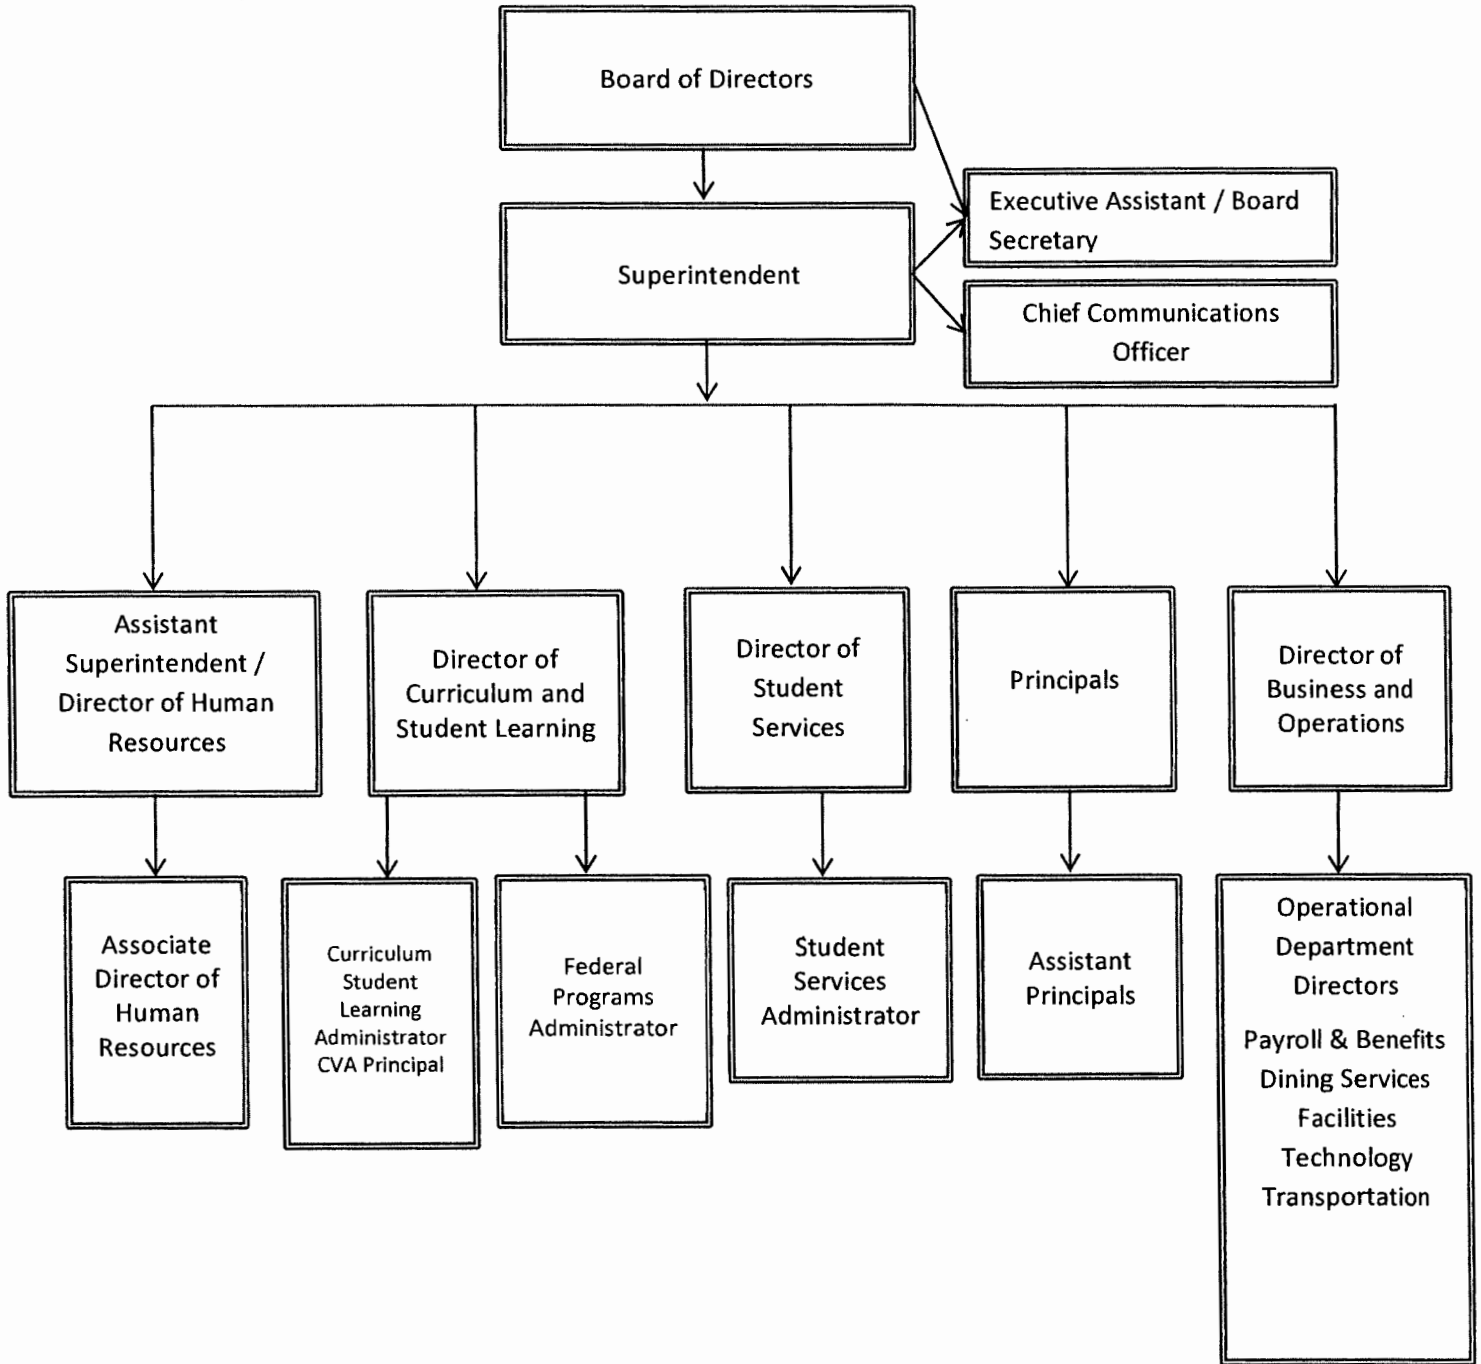 Board of Directors
Executive Assistant / Board
Secretary
Superintendent
Chief Communications
Officer
Assistant
Superintendent /
Director of Human
Resources
Director of
Curriculum and
Student Learning
Director of
Student
Services
Principals
Director of
Business and
Operations
Associate
Director of
Human
Resources
Curriculum
Student
Learning
Administrator
CVA Principal
Federal
Programs
Administrator
Student
Services
Administrator
Assistant
Principals
Operational
Department
Directors
Payroll & Benefits
Dining Services
Facilities
Technology
Transportation